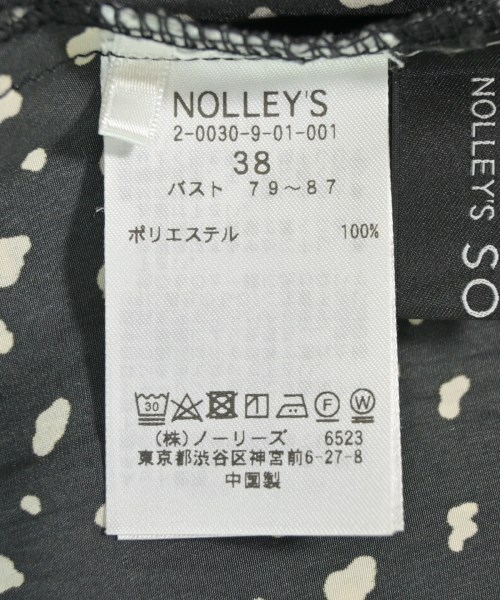 NOLLEY'S
2-0030-9-01-001
38
バスト 79～87
ポリエステル 100%
30 F W
(株)ノーリーズ 6523
東京都渋谷区神宮前6-27-8
中国製
NOLLEY'S SO